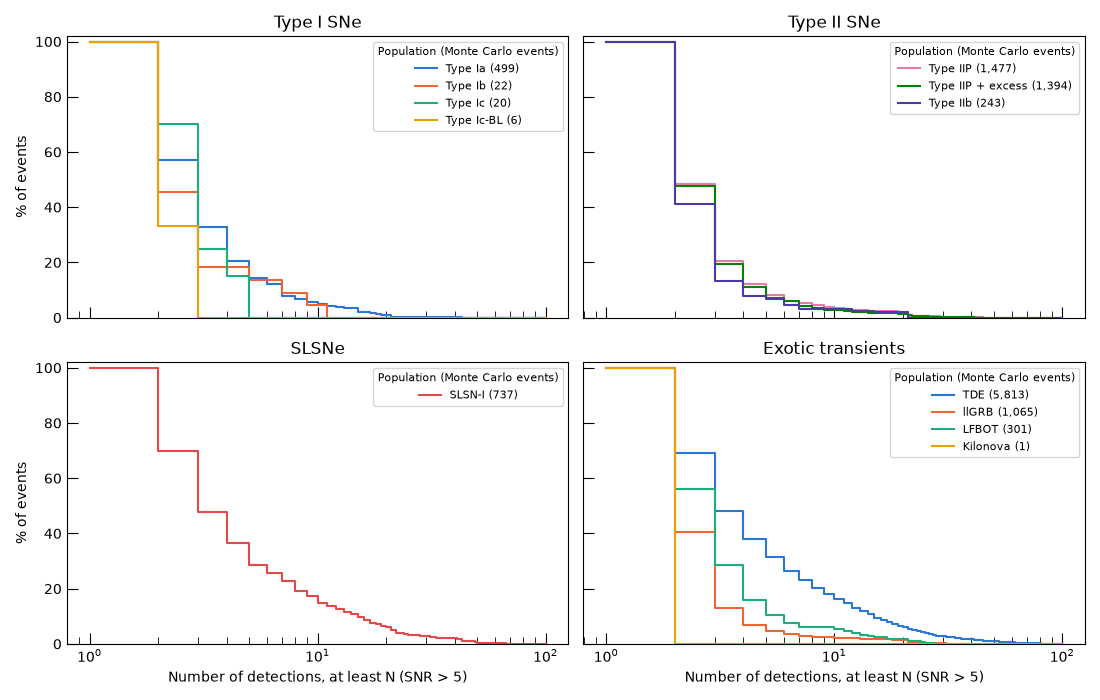 Type I SNe
Type II SNe
100
80
60
40
20
0
% of events
Population (Monte Carlo events)
Type Ia (499)
Type Ib (22)
Type Ic (20)
Type Ic-BL (6)
Population (Monte Carlo events)
Type IIP (1,477)
Type IIP + excess (1,394)
Type IIb (243)
SLSNe
Exotic transients
100
80
60
40
20
0
% of events
Population (Monte Carlo events)
SLSN-I (737)
Population (Monte Carlo events)
TDE (5,813)
llGRB (1,065)
LFBOT (301)
Kilonova (1)
10⁰ 10¹ 10²
10⁰ 10¹ 10²
Number of detections, at least N (SNR > 5)
Number of detections, at least N (SNR > 5)